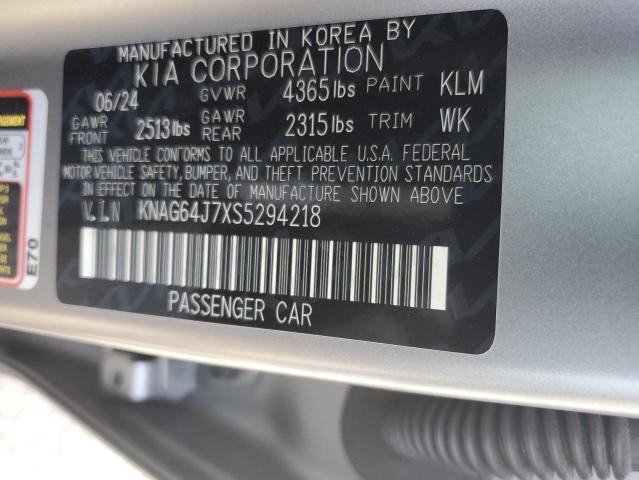 MANUFACTURED IN KOREA BY
KIA CORPORATION
06/24 GVWR 4365 lbs PAINT KLM
GAWR FRONT 2513 lbs GAWR REAR 2315 lbs TRIM WK
THIS VEHICLE CONFORMS TO ALL APPLICABLE U.S.A. FEDERAL
MOTOR VEHICLE SAFETY, BUMPER, AND THEFT PREVENTION STANDARDS
IN EFFECT ON THE DATE OF MANUFACTURE SHOWN ABOVE
V.I.N KNAG64J7XS5294218
PASSENGER CAR
E70